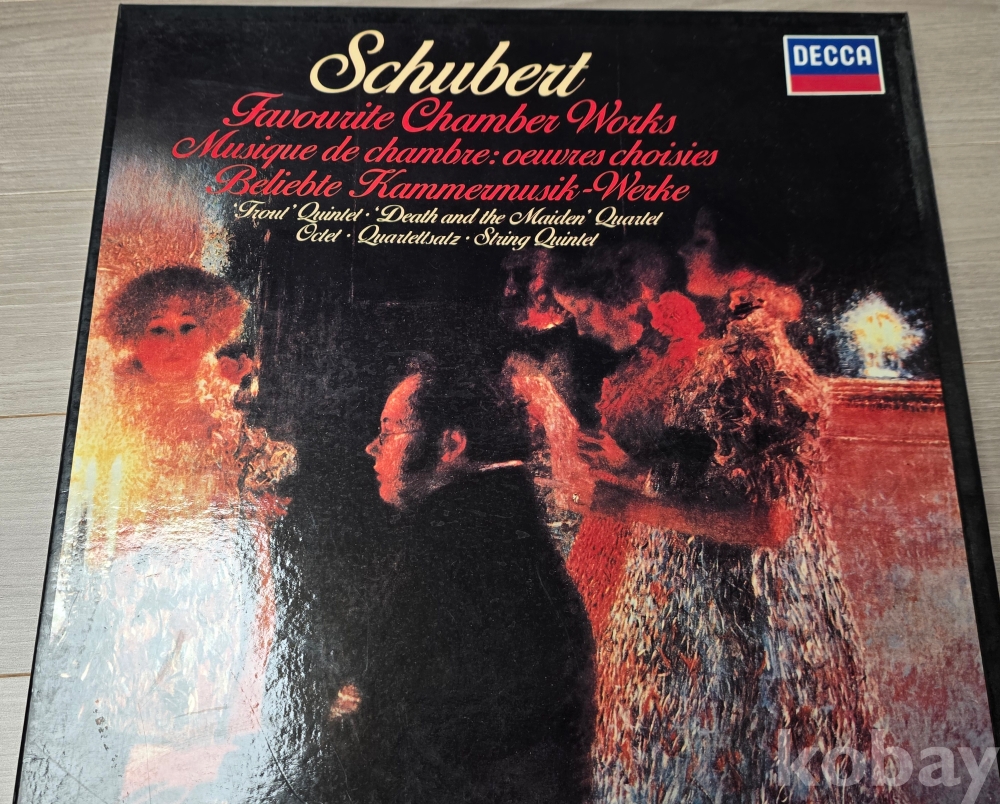 Schubert
DECCA
Favourite Chamber Works
Musique de chambre: oeuvres choisies
Beliebte Kammermusik-Werke
'Trout' Quintet · 'Death and the Maiden' Quartet
Octet · Quartettsatz · String Quintet
kobay